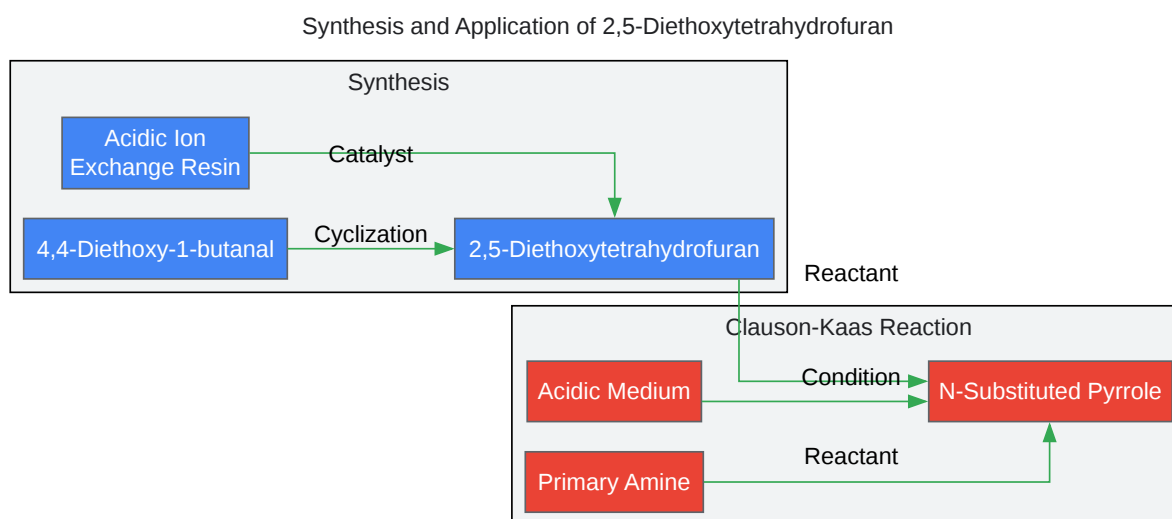 Synthesis and Application of 2,5-Diethoxytetrahydrofuran
Synthesis
Acidic Ion
Exchange Resin
Catalyst
4,4-Diethoxy-1-butanal
Cyclization
2,5-Diethoxytetrahydrofuran
Reactant
Clauson-Kaas Reaction
Acidic Medium
Condition
N-Substituted Pyrrole
Primary Amine
Reactant